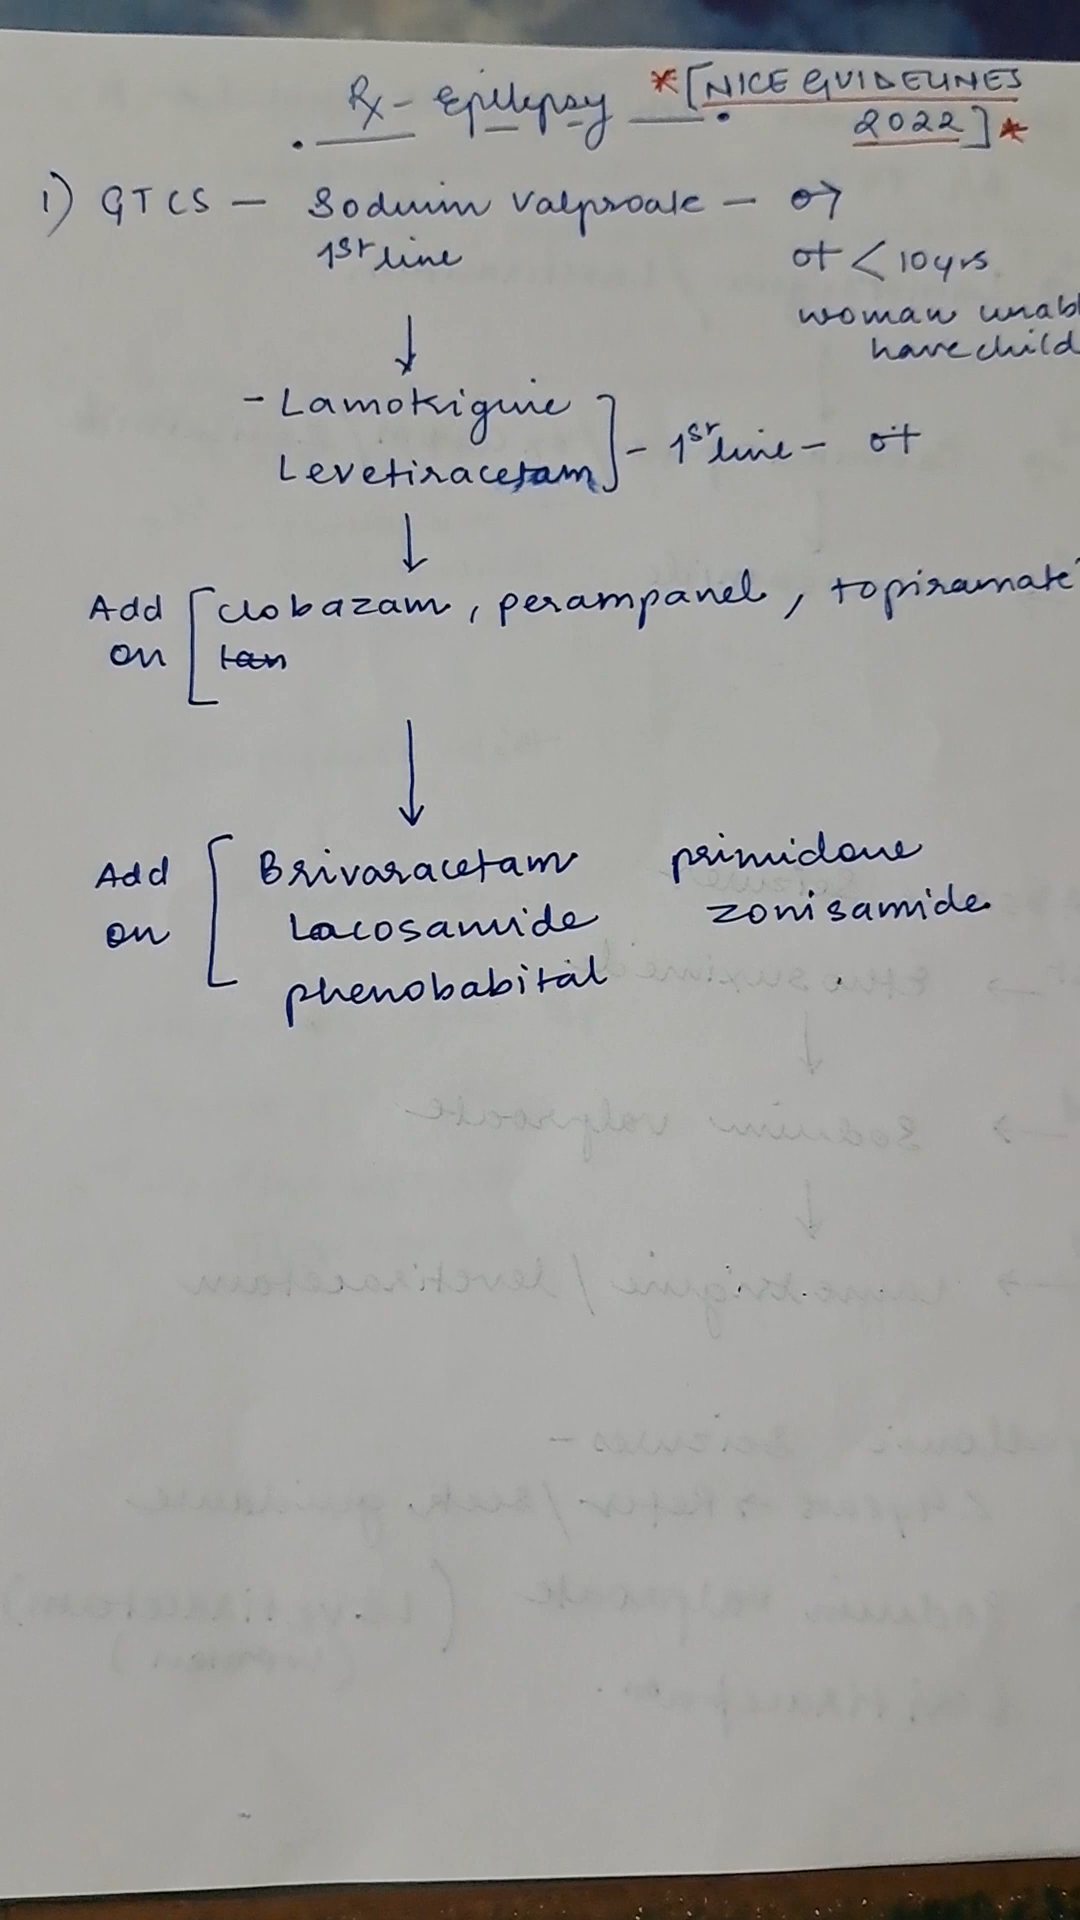 Rx - Epilepsy *[NICE GUIDELINES
2022]*
1) GTCS - Sodium Valproate - ♂
1st line ♀ < 10yrs
woman unabl
have child
- Lamotrigine
Levetiracetam ] - 1st line - ♀
Add on [ clobazam, perampanel, topiramate
Add on [ Brivaracetam primidone
Lacosamide zonisamide
phenobabital